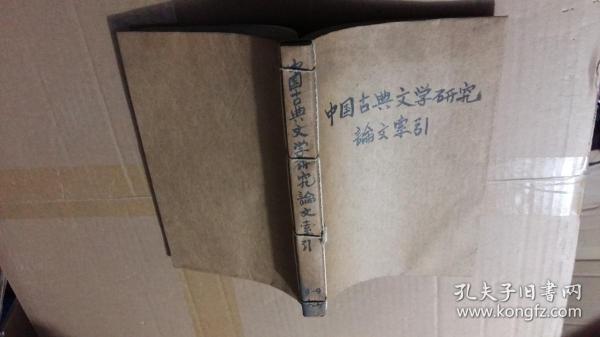 中国古典文学研究
論文索引
中国古典文学研究論文索引
孔夫子旧书网
www.kongfz.com